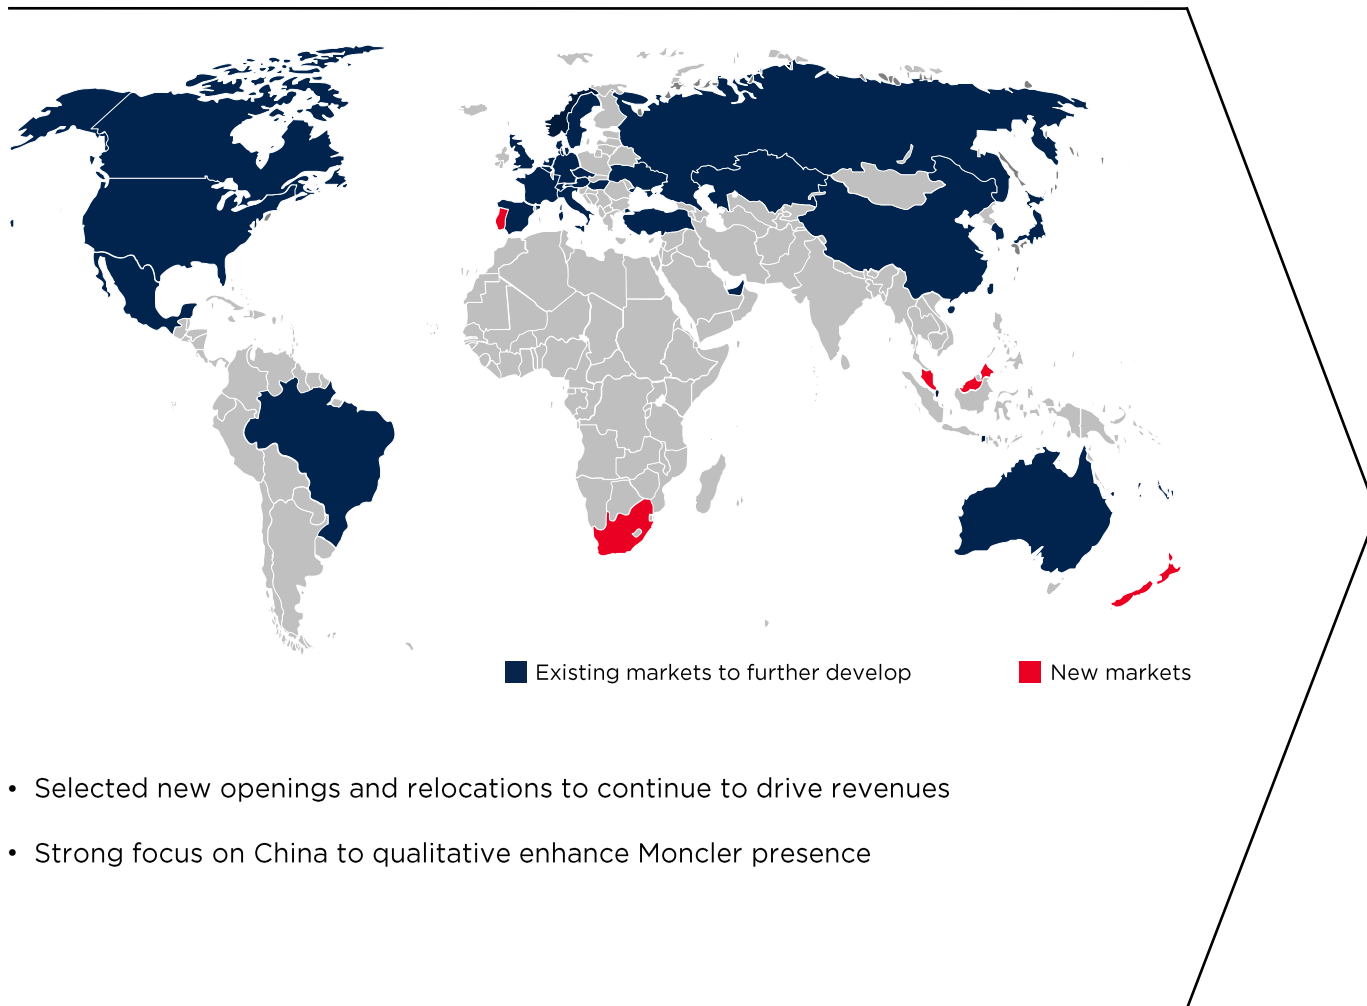 Existing markets to further develop
New markets
• Selected new openings and relocations to continue to drive revenues
• Strong focus on China to qualitative enhance Moncler presence